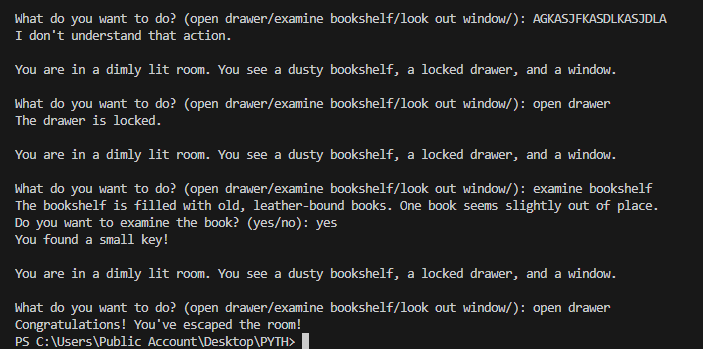 What do you want to do? (open drawer/examine bookshelf/look out window/): AGKASJFKASDLKASJDLA
I don't understand that action.
You are in a dimly lit room. You see a dusty bookshelf, a locked drawer, and a window.
What do you want to do? (open drawer/examine bookshelf/look out window/): open drawer
The drawer is locked.
You are in a dimly lit room. You see a dusty bookshelf, a locked drawer, and a window.
What do you want to do? (open drawer/examine bookshelf/look out window/): examine bookshelf
The bookshelf is filled with old, leather-bound books. One book seems slightly out of place.
Do you want to examine the book? (yes/no): yes
You found a small key!
You are in a dimly lit room. You see a dusty bookshelf, a locked drawer, and a window.
What do you want to do? (open drawer/examine bookshelf/look out window/): open drawer
Congratulations! You've escaped the room!
PS C:\Users\Public Account\Desktop\PYTH>